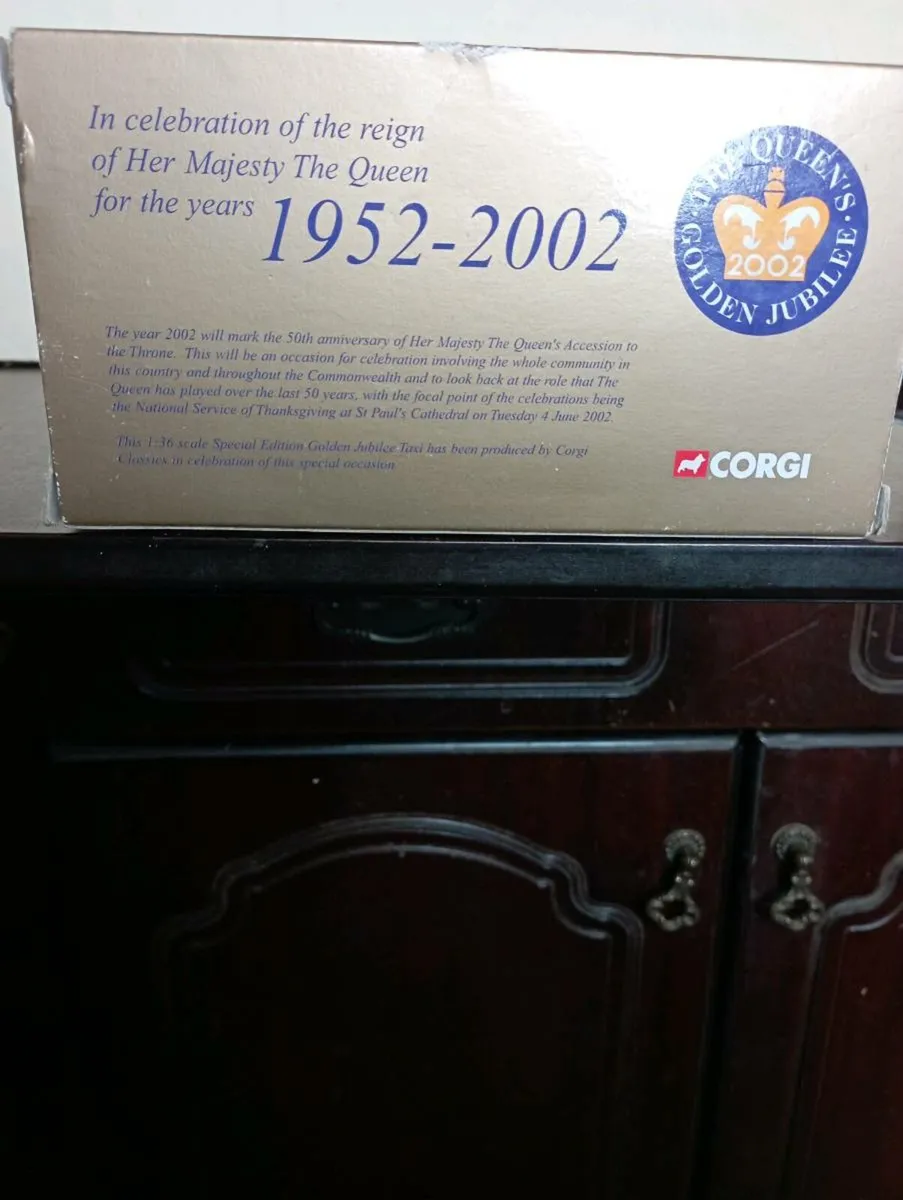 In celebration of the reign
of Her Majesty The Queen
for the years 1952-2002
THE QUEEN'S · GOLDEN JUBILEE ·
2002
The year 2002 will mark the 50th anniversary of Her Majesty The Queen's Accession to
the Throne. This will be an occasion for celebration involving the whole community in
this country and throughout the Commonwealth and to look back at the role that The
Queen has played over the last 50 years, with the focal point of the celebrations being
the National Service of Thanksgiving at St Paul's Cathedral on Tuesday 4 June 2002.
This 1:36 scale Special Edition Golden Jubilee Taxi has been produced by Corgi
Classics in celebration of this special occasion.
CORGI